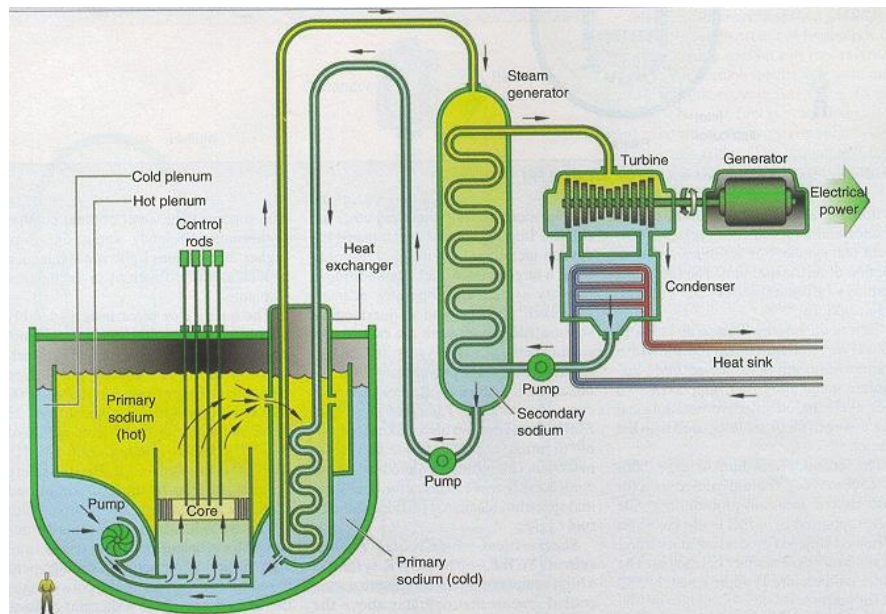 Steam
generator
Turbine
Generator
Electrical
power
Cold plenum
Hot plenum
Control
rods
Heat
exchanger
Condenser
Heat sink
Pump
Secondary
sodium
Pump
Primary
sodium
(hot)
Pump
Core
Primary
sodium (cold)